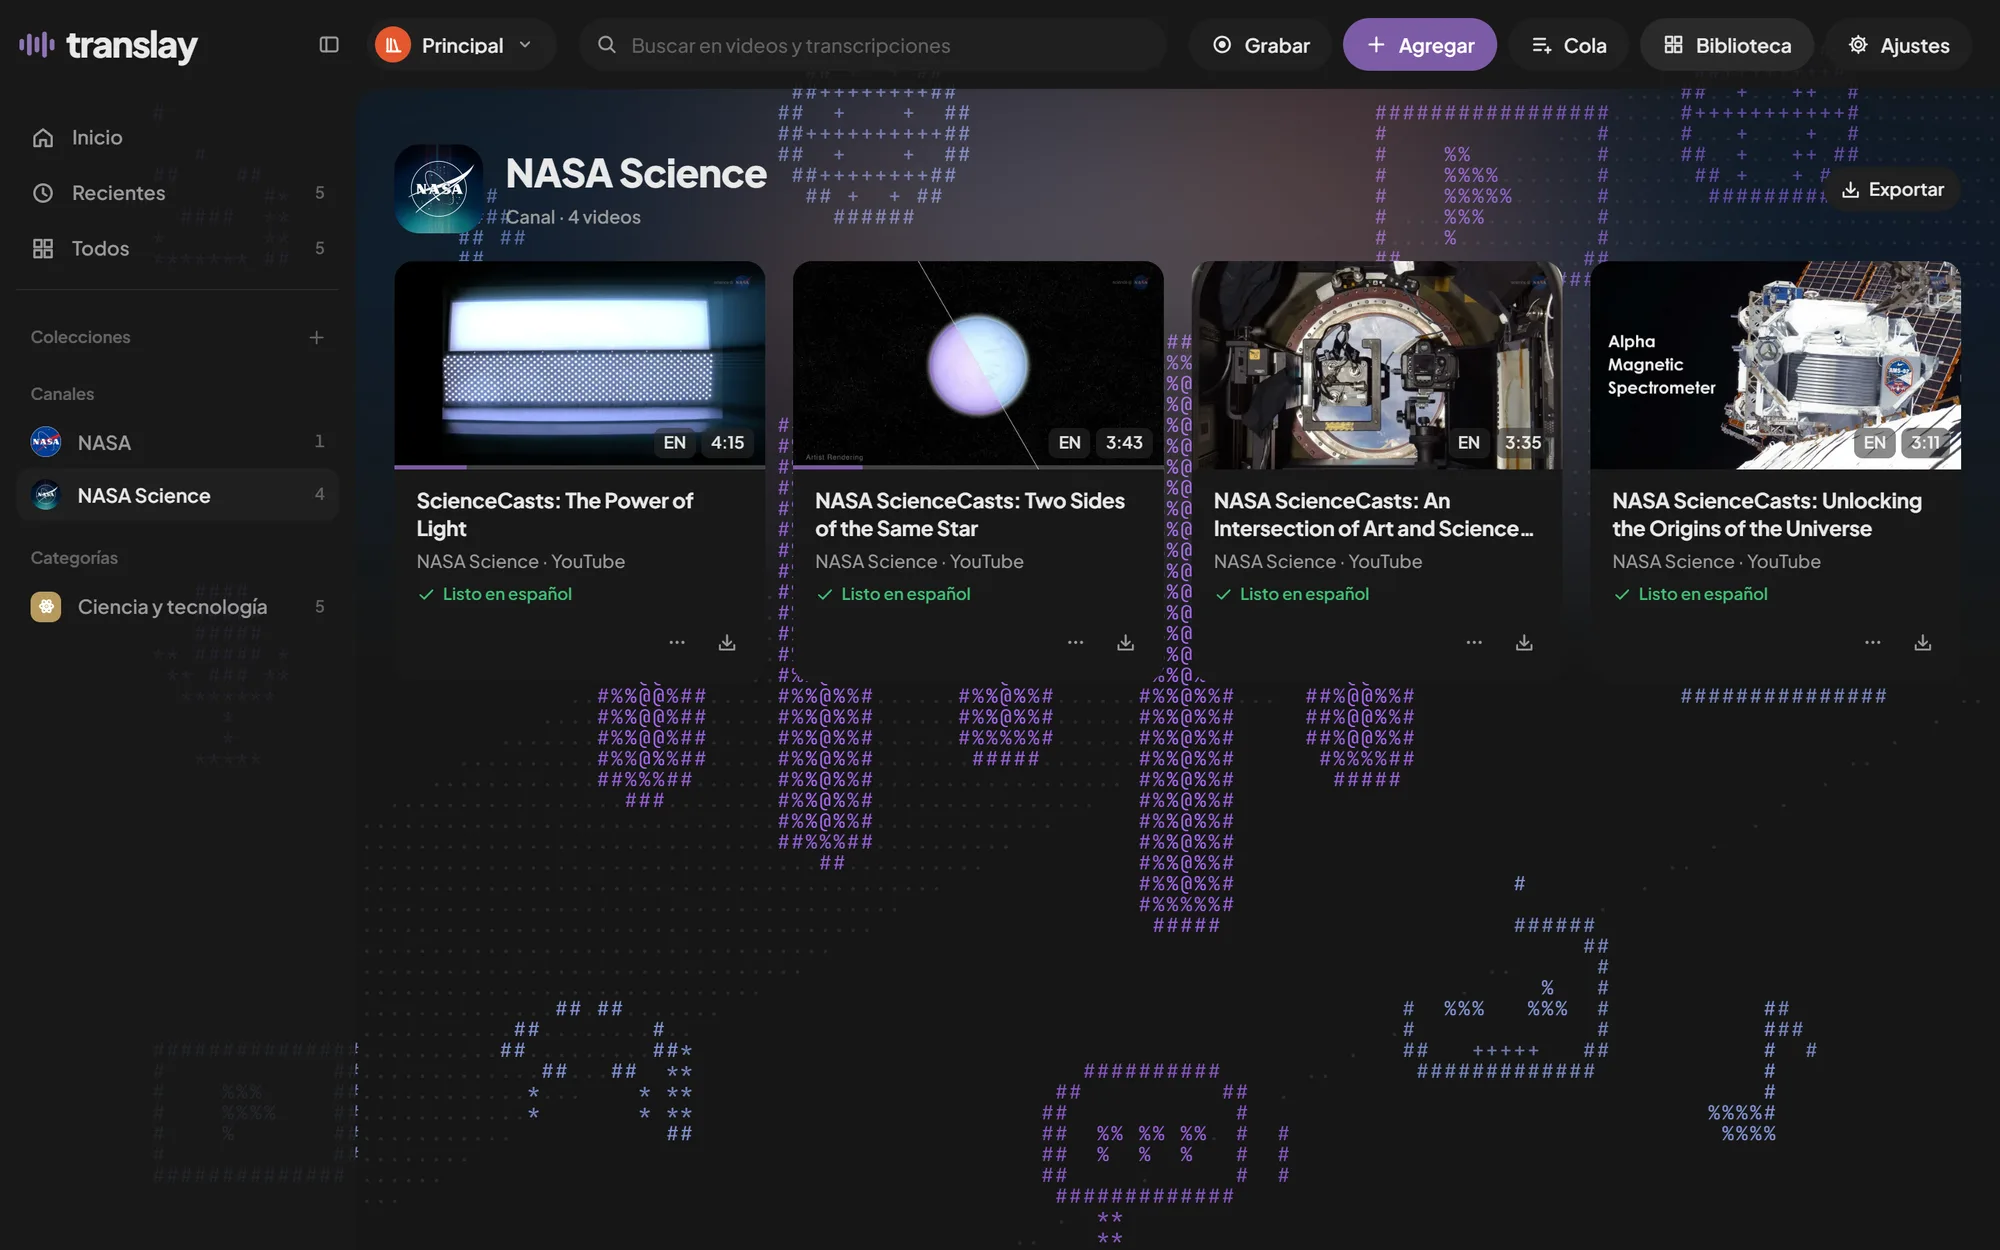 translay
Principal
Buscar en videos y transcripciones
Grabar
Agregar
Cola
Biblioteca
Ajustes
Inicio
Recientes 5
Todos 5
Colecciones
Canales
NASA 1
NASA Science 4
Categorías
Ciencia y tecnología 5
NASA
NASA Science
Canal · 4 videos
Exportar
EN 4:15
ScienceCasts: The Power of
Light
NASA Science · YouTube
Listo en español
Artist Rendering
EN 3:43
NASA ScienceCasts: Two Sides
of the Same Star
NASA Science · YouTube
Listo en español
EN 3:35
NASA ScienceCasts: An
Intersection of Art and Science...
NASA Science · YouTube
Listo en español
Alpha
Magnetic
Spectrometer
AMS-02
EN 3:11
NASA ScienceCasts: Unlocking
the Origins of the Universe
NASA Science · YouTube
Listo en español